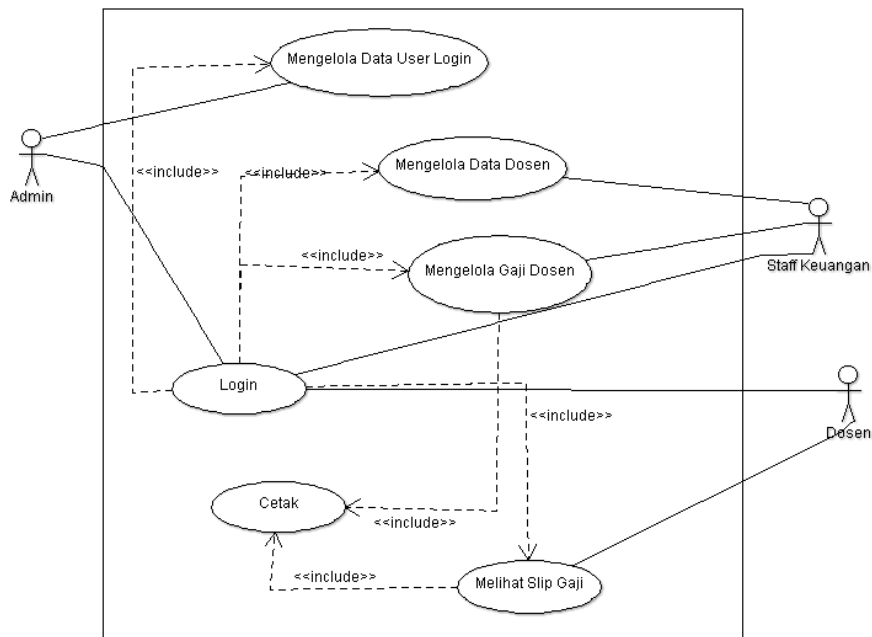 Mengelola Data User Login
Admin
<<include>>
<<include>>
Mengelola Data Dosen
<<include>>
Mengelola Gaji Dosen
Staff Keuangan
Login
<<include>>
Dosen
Cetak
<<include>>
<<include>>
Melihat Slip Gaji